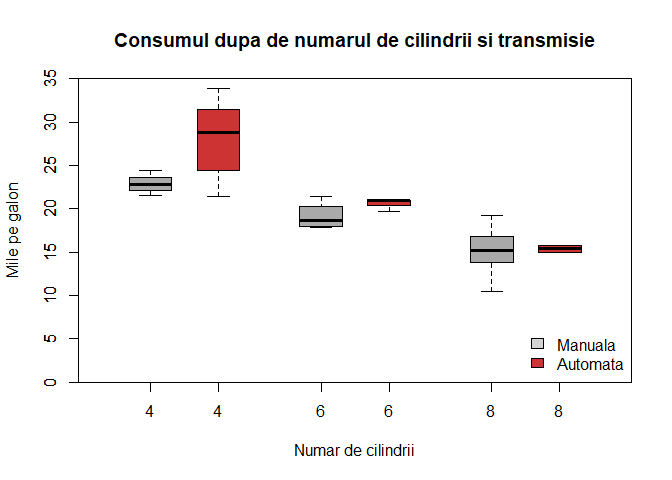 Consumul dupa de numarul de cilindrii si transmisie
Mile pe galon
35
30
25
20
15
10
5
0
4 4 6 6 8 8
Numar de cilindrii
Manuala
Automata